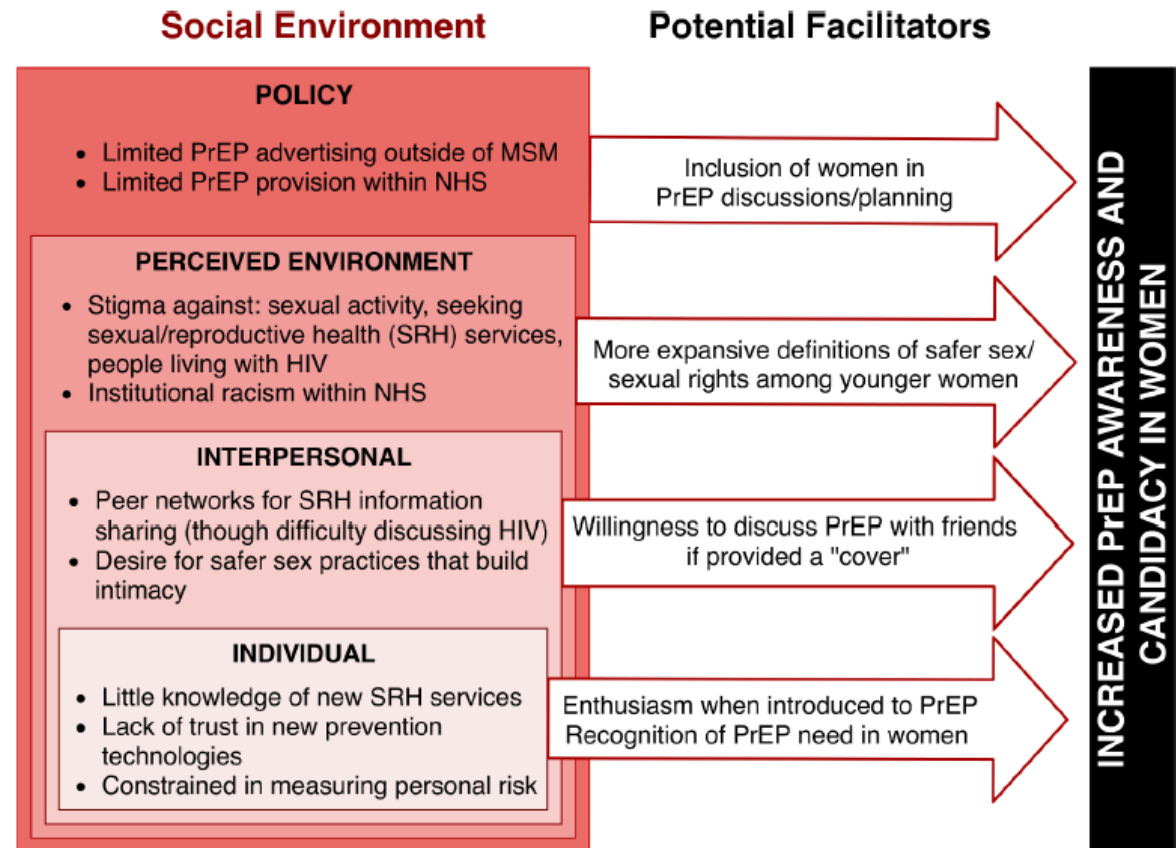 Social Environment
Potential Facilitators
POLICY
• Limited PrEP advertising outside of MSM
• Limited PrEP provision within NHS
Inclusion of women in
PrEP discussions/planning
PERCEIVED ENVIRONMENT
• Stigma against: sexual activity, seeking
sexual/reproductive health (SRH) services,
people living with HIV
• Institutional racism within NHS
More expansive definitions of safer sex/
sexual rights among younger women
INTERPERSONAL
• Peer networks for SRH information
sharing (though difficulty discussing HIV)
• Desire for safer sex practices that build
intimacy
Willingness to discuss PrEP with friends
if provided a "cover"
INDIVIDUAL
• Little knowledge of new SRH services
• Lack of trust in new prevention
technologies
• Constrained in measuring personal risk
Enthusiasm when introduced to PrEP
Recognition of PrEP need in women
INCREASED PrEP AWARENESS AND
CANDIDACY IN WOMEN